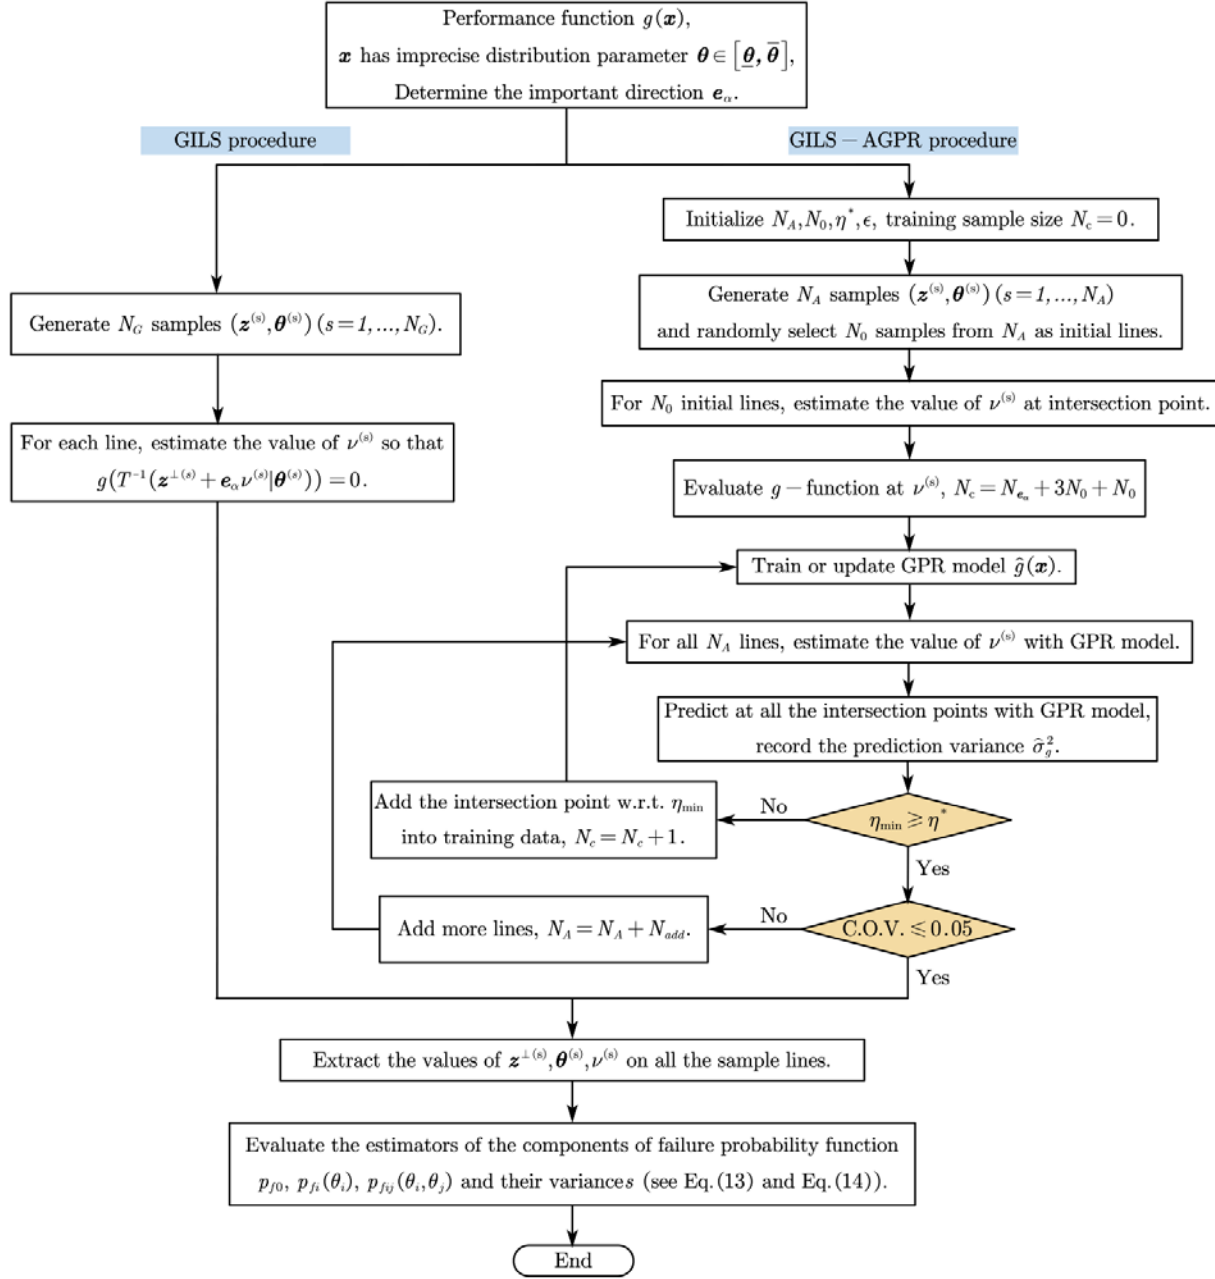 Performance function g(x),
x has imprecise distribution parameter θ ∈ [θ̲, θ̅],
Determine the important direction e_α.
GILS procedure
GILS − AGPR procedure
Initialize N_A, N_0, η*, ϵ, training sample size N_c = 0.
Generate N_A samples (z^(s), θ^(s)) (s = 1, ..., N_A)
and randomly select N_0 samples from N_A as initial lines.
Generate N_G samples (z^(s), θ^(s)) (s = 1, ..., N_G).
For N_0 initial lines, estimate the value of ν^(s) at intersection point.
For each line, estimate the value of ν^(s) so that
g(T^−1(z^⊥(s) + e_α ν^(s)|θ^(s))) = 0.
Evaluate g − function at ν^(s), N_c = N_e_α + 3N_0 + N_0
Train or update GPR model ĝ(x).
For all N_A lines, estimate the value of ν^(s) with GPR model.
Predict at all the intersection points with GPR model,
record the prediction variance σ̂_g^2.
Add the intersection point w.r.t. η_min
into training data, N_c = N_c + 1.
No
η_min ⩾ η*
Yes
Add more lines, N_A = N_A + N_add.
No
C.O.V. ⩽ 0.05
Yes
Extract the values of z^⊥(s), θ^(s), ν^(s) on all the sample lines.
Evaluate the estimators of the components of failure probability function
p_f0, p_fi(θ_i), p_fij(θ_i, θ_j) and their variances (see Eq.(13) and Eq.(14)).
End